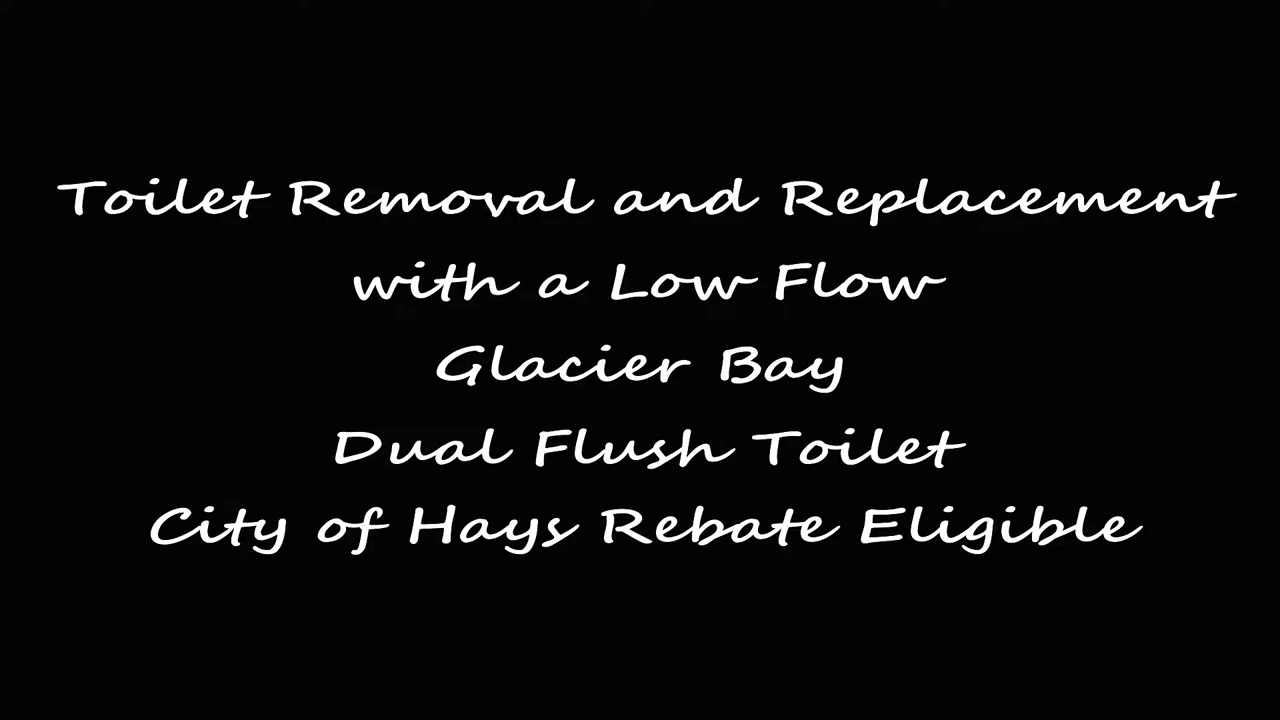 Toilet Removal and Replacement
with a Low Flow
Glacier Bay
Dual Flush Toilet
City of Hays Rebate Eligible